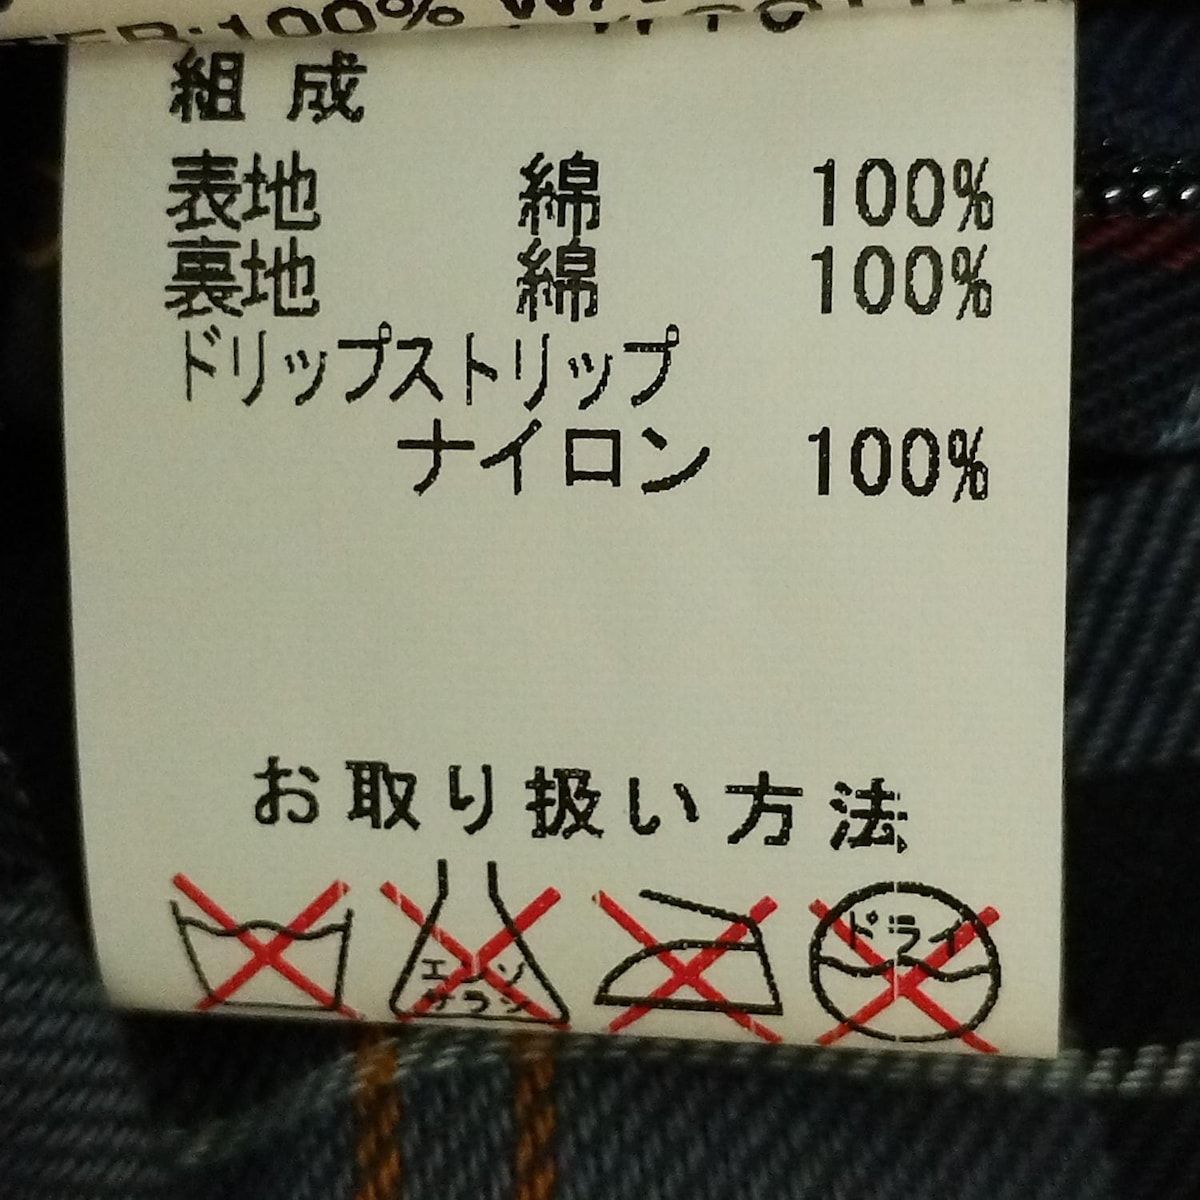 ER:100%
組成
表地 綿 100%
裏地 綿 100%
ドリップストリップ
ナイロン 100%
お取り扱い方法
エンソ
サラシ
ドライ